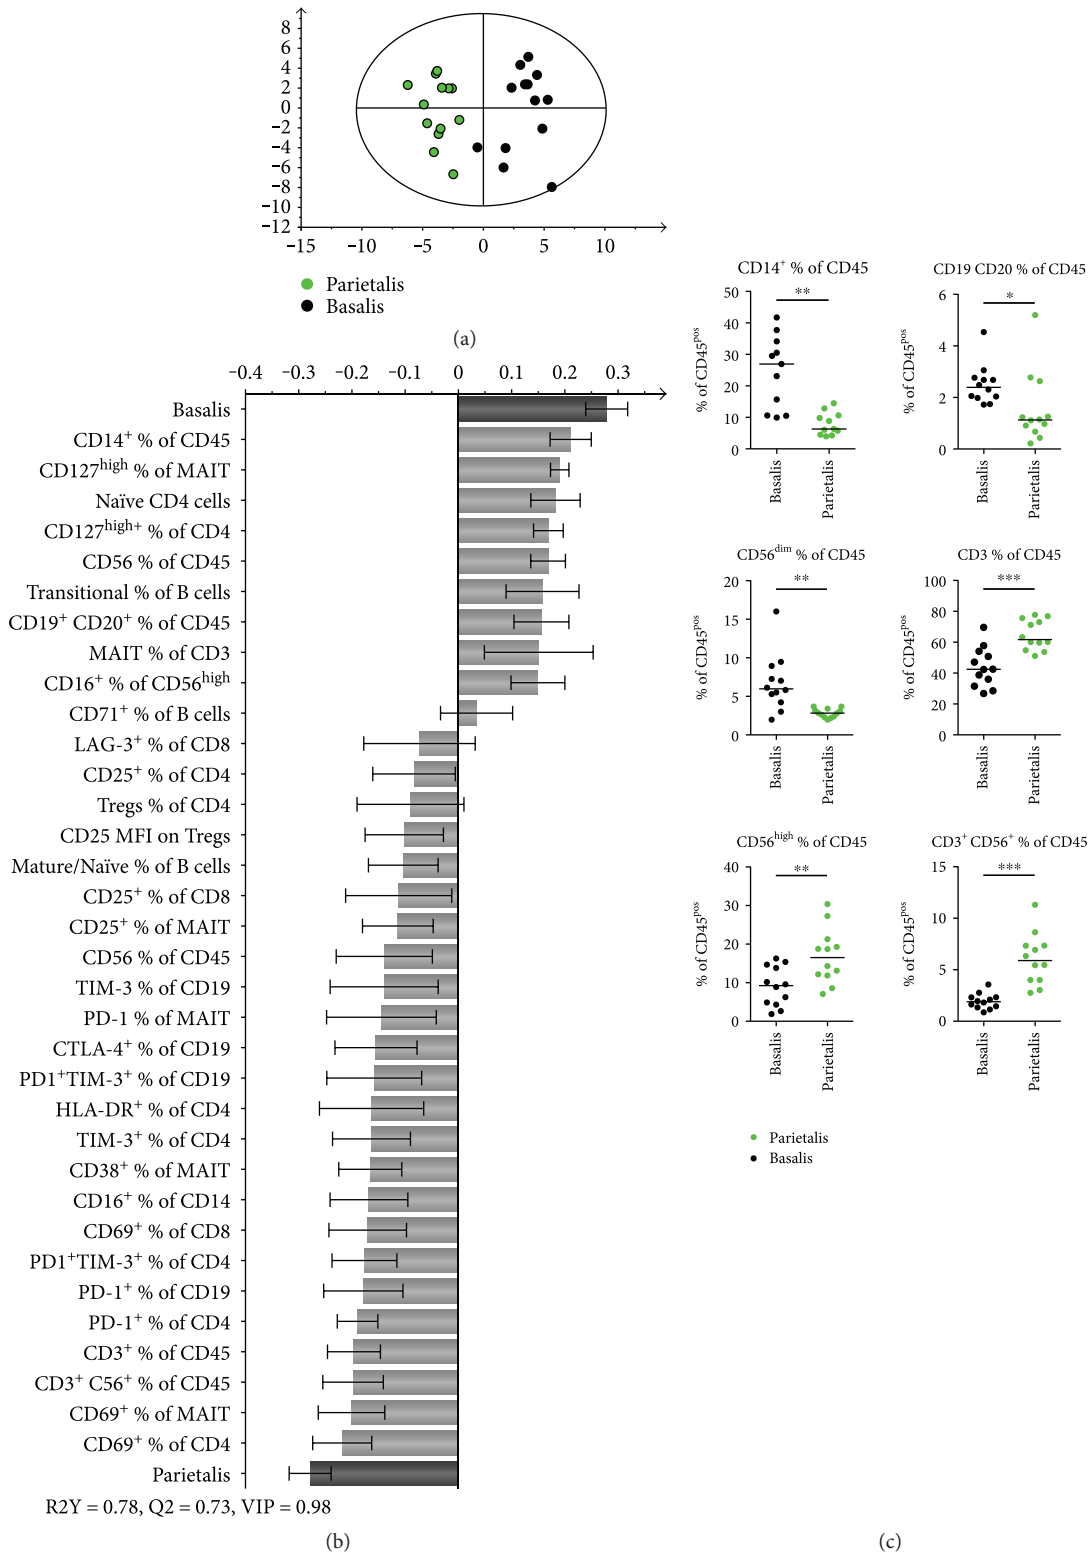 8
6
4
2
0
−2
−4
−6
−8
−10
−12
−15 −10 −5 0 5 10
Parietalis
Basalis
(a)
−0.4 −0.3 −0.2 −0.1 0 0.1 0.2 0.3
Basalis
CD14⁺ % of CD45
CD127ʰⁱᵍʰ % of MAIT
Naïve CD4 cells
CD127ʰⁱᵍʰ⁺ % of CD4
CD56 % of CD45
Transitional % of B cells
CD19⁺ CD20⁺ % of CD45
MAIT % of CD3
CD16⁺ % of CD56ʰⁱᵍʰ
CD71⁺ % of B cells
LAG-3⁺ % of CD8
CD25⁺ % of CD4
Tregs % of CD4
CD25 MFI on Tregs
Mature/Naïve % of B cells
CD25⁺ % of CD8
CD25⁺ % of MAIT
CD56 % of CD45
TIM-3 % of CD19
PD-1 % of MAIT
CTLA-4⁺ % of CD19
PD1⁺TIM-3⁺ % of CD19
HLA-DR⁺ % of CD4
TIM-3⁺ % of CD4
CD38⁺ % of MAIT
CD16⁺ % of CD14
CD69⁺ % of CD8
PD1⁺TIM-3⁺ % of CD4
PD-1⁺ % of CD19
PD-1⁺ % of CD4
CD3⁺ % of CD45
CD3⁺ C56⁺ % of CD45
CD69⁺ % of MAIT
CD69⁺ % of CD4
Parietalis
R2Y = 0.78, Q2 = 0.73, VIP = 0.98
(b)
CD14⁺ % of CD45
**
50
40
30
20
10
0
% of CD45ᵖᵒˢ
Basalis
Parietalis
CD19 CD20 % of CD45
*
6
4
2
0
% of CD45ᵖᵒˢ
Basalis
Parietalis
CD56ᵈⁱᵐ % of CD45
**
20
15
10
5
0
% of CD45ᵖᵒˢ
Basalis
Parietalis
CD3 % of CD45
***
100
80
60
40
20
0
% of CD45ᵖᵒˢ
Basalis
Parietalis
CD56ʰⁱᵍʰ % of CD45
**
40
30
20
10
0
% of CD45ᵖᵒˢ
Basalis
Parietalis
CD3⁺ CD56⁺ % of CD45
***
15
10
5
0
% of CD45ᵖᵒˢ
Basalis
Parietalis
Parietalis
Basalis
(c)